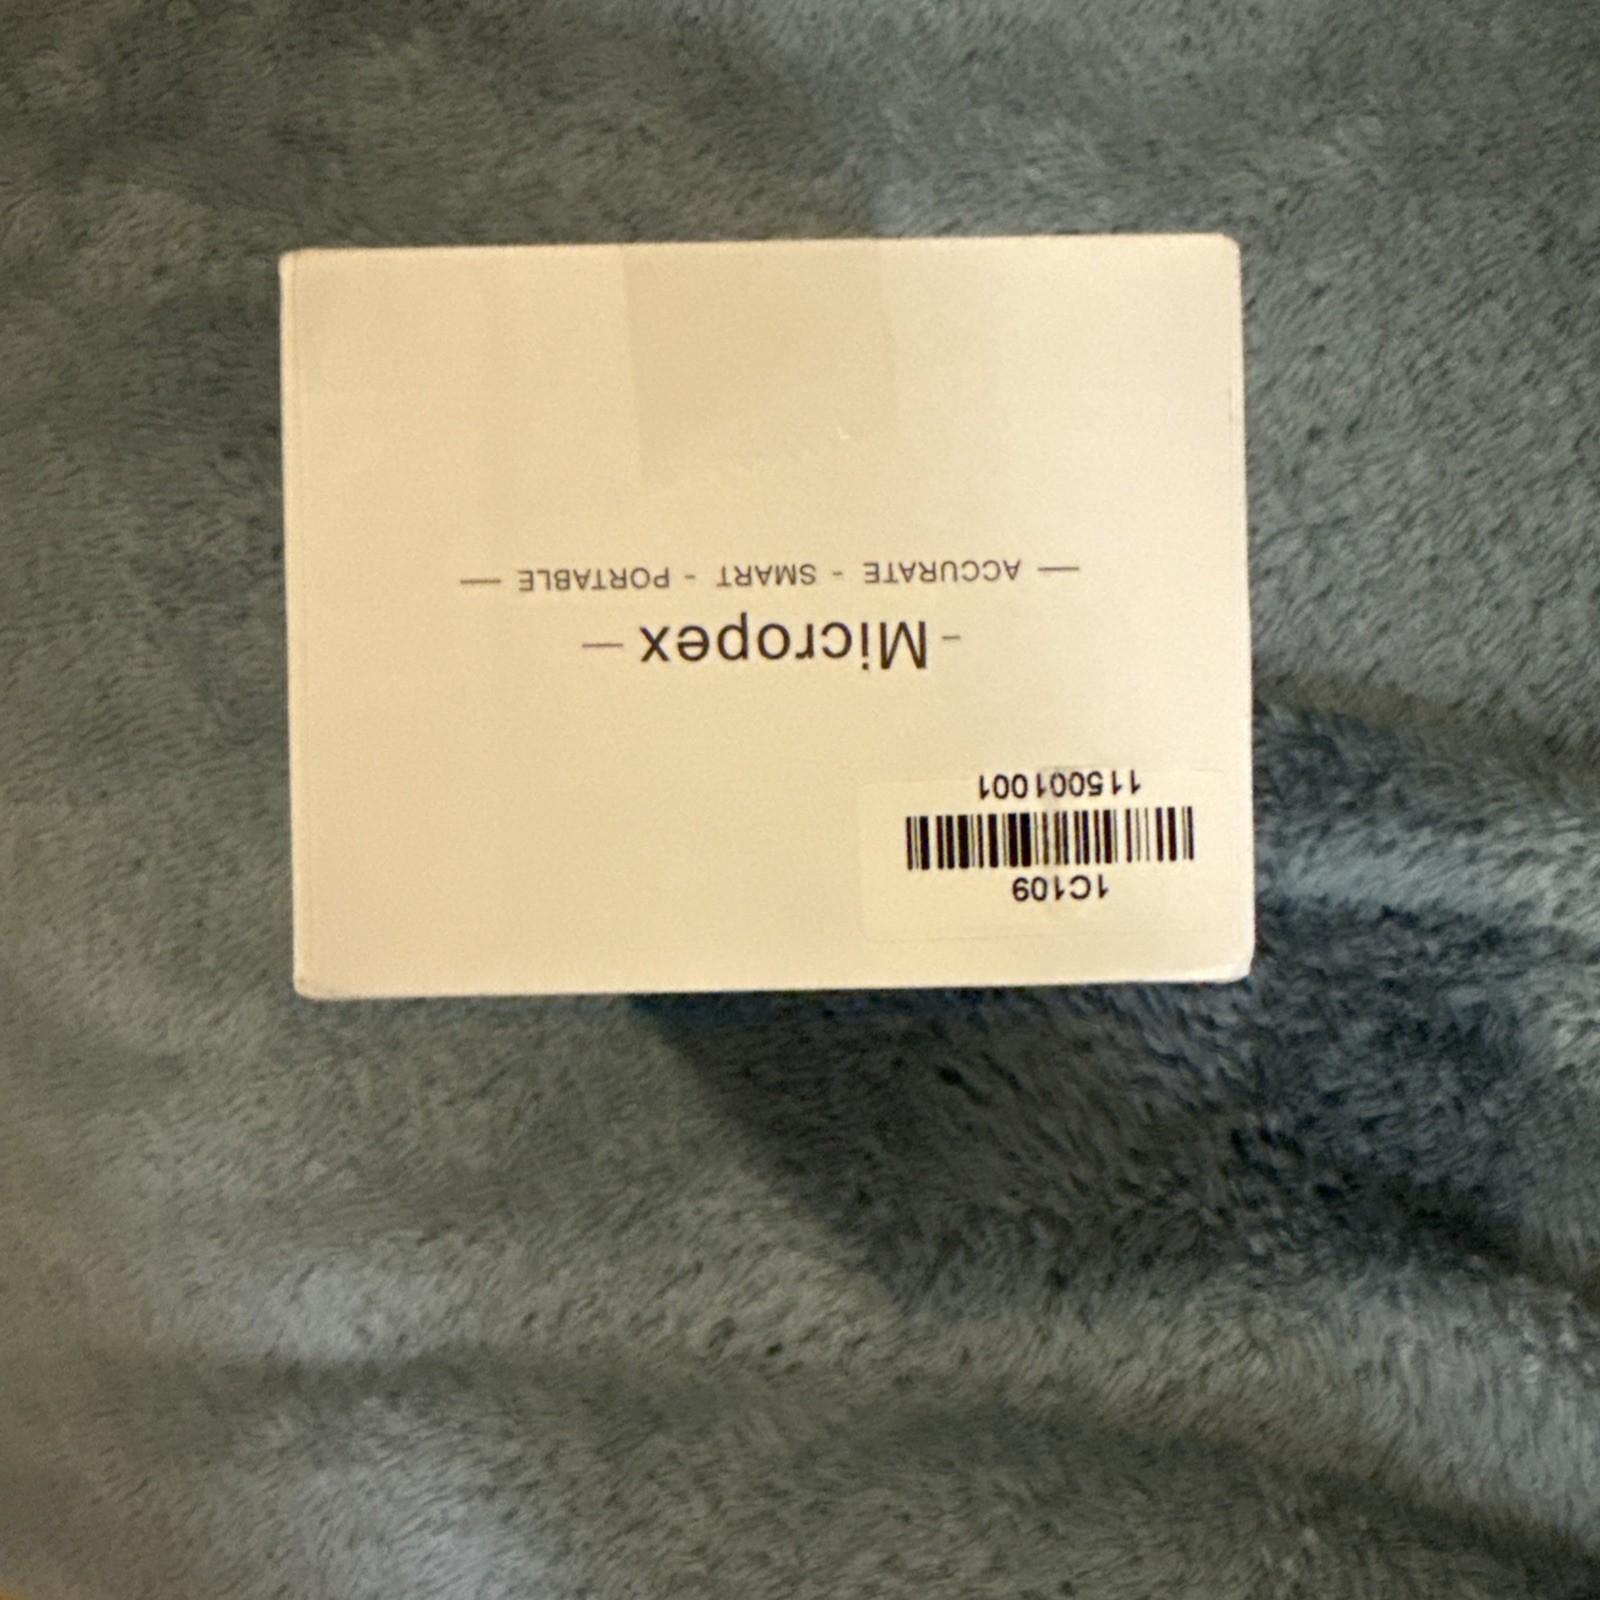 1C109
115001001
- Micropex —
— ACCURATE - SMART - PORTABLE —